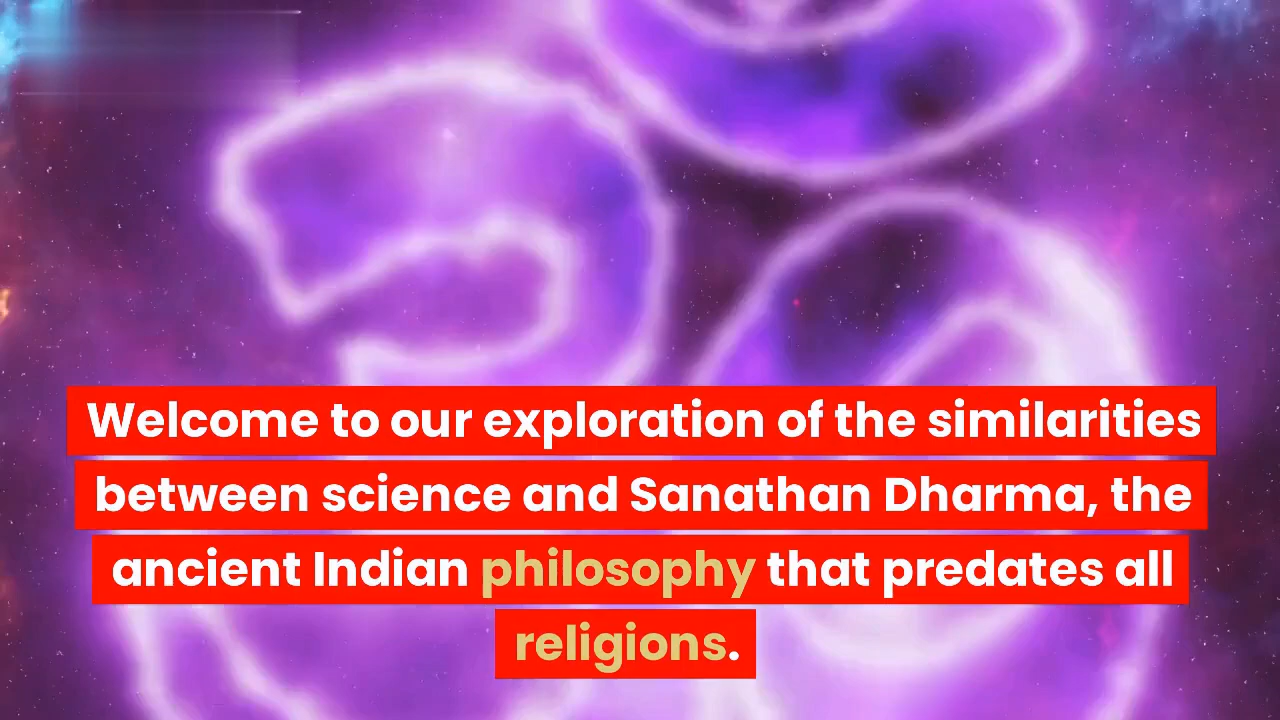 Welcome to our exploration of the similarities
between science and Sanathan Dharma, the
ancient Indian philosophy that predates all
religions.